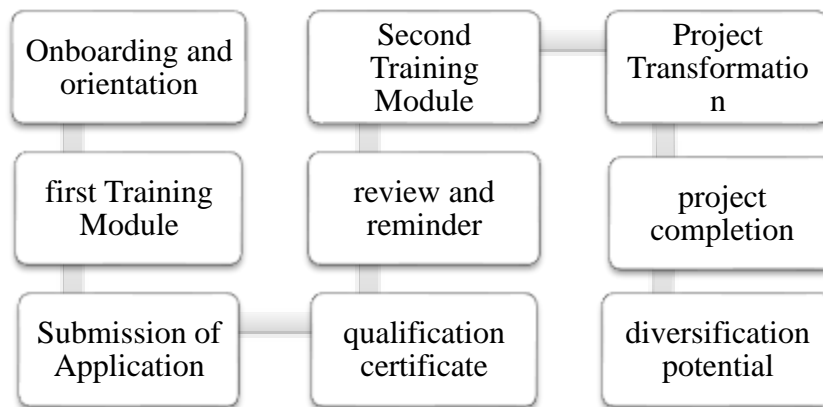 Onboarding and
orientation
first Training
Module
Submission of
Application
qualification
certificate
review and
reminder
Second
Training
Module
Project
Transformatio
n
project
completion
diversification
potential